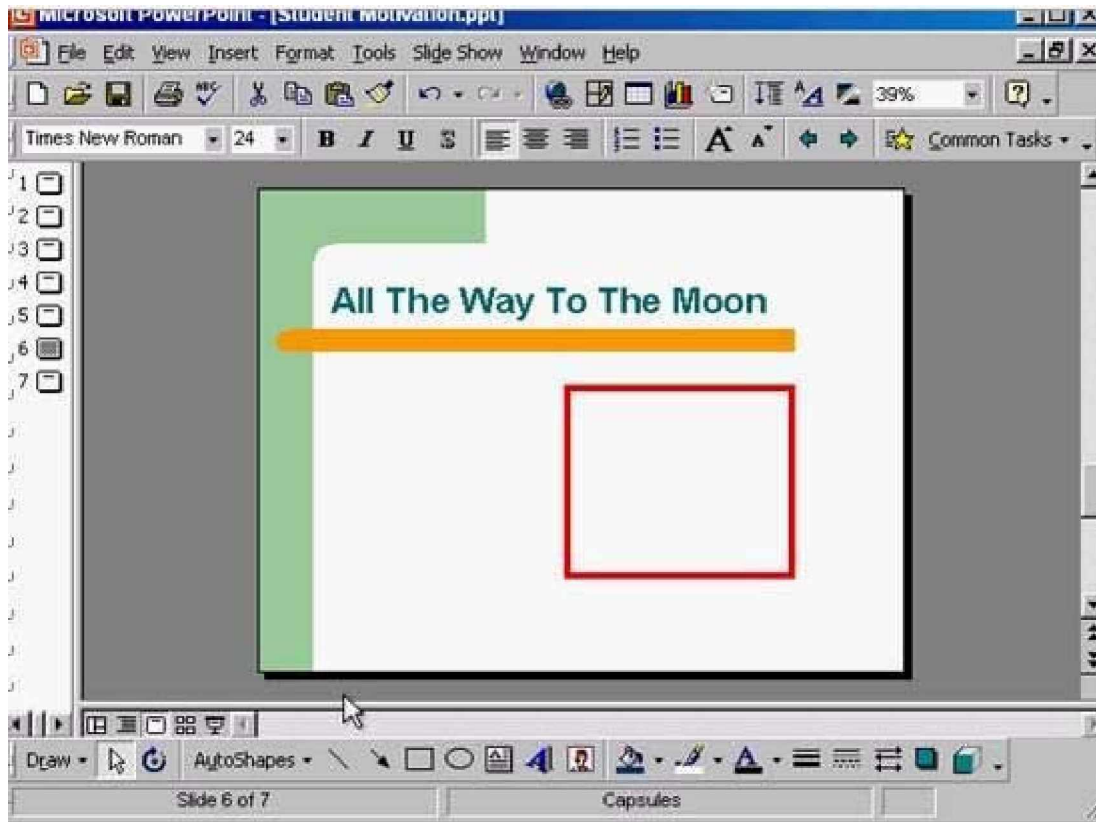 Microsoft PowerPoint - [Student Motivation.ppt]
File Edit View Insert Format Tools Slide Show Window Help
ABC 39% ?
Times New Roman 24 B I U S A A Common Tasks
1
2
3
4
5
6
7
All The Way To The Moon
Draw AutoShapes A A
Slide 6 of 7 Capsules